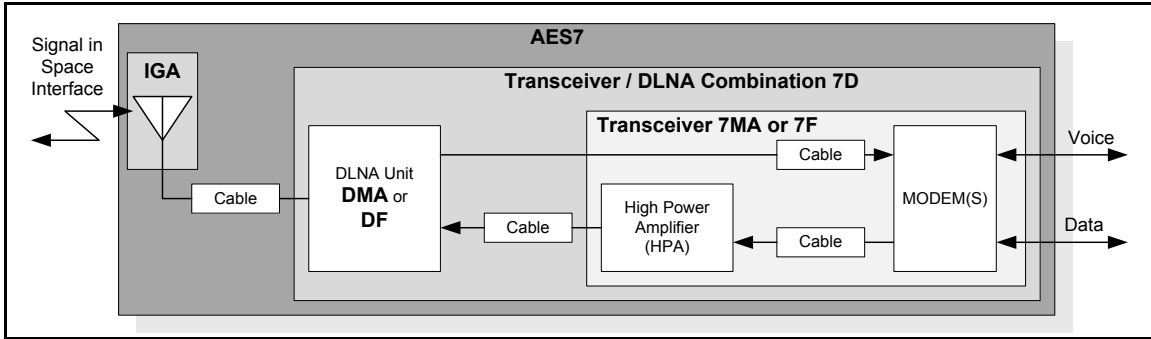 AES7
Signal in
Space
Interface
IGA
Transceiver / DLNA Combination 7D
Transceiver 7MA or 7F
Cable
Voice
DLNA Unit
DMA or
DF
Cable
High Power
Amplifier
(HPA)
MODEM(S)
Cable
Cable
Data